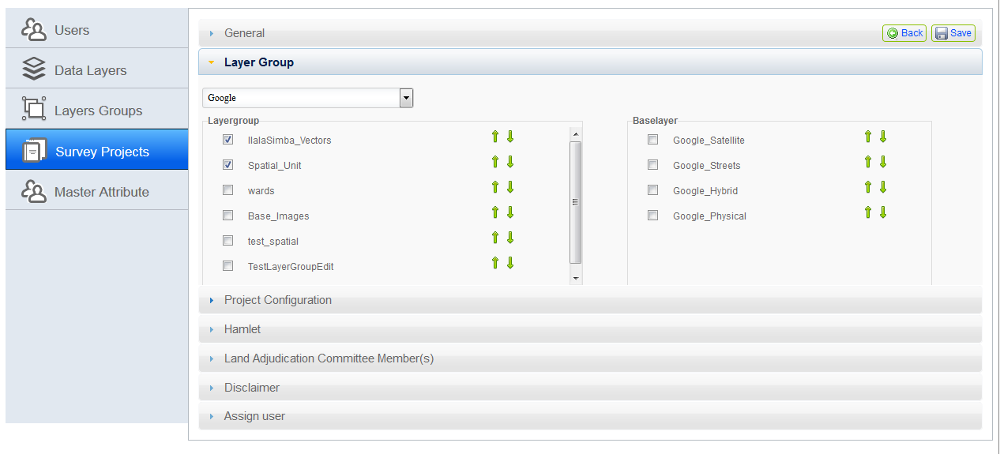 Users
Data Layers
Layers Groups
Survey Projects
Master Attribute
General
Back
Save
Layer Group
Google
Layergroup
IlalaSimba_Vectors
Spatial_Unit
wards
Base_Images
test_spatial
TestLayerGroupEdit
Baselayer
Google_Satellite
Google_Streets
Google_Hybrid
Google_Physical
Project Configuration
Hamlet
Land Adjudication Committee Member(s)
Disclaimer
Assign user